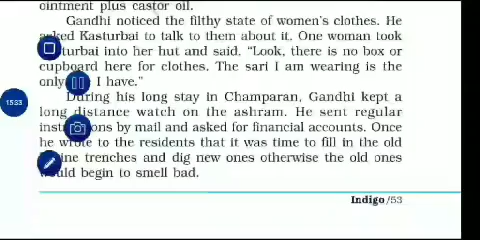 ointment plus castor oil.
Gandhi noticed the filthy state of women's clothes. He
asked Kasturbai to talk to them about it. One woman took
turbai into her hut and said. "Look, there is no box or
cupboard here for clothes. The sari I am wearing is the
only I have."
1533
During his long stay in Champaran, Gandhi kept a
long distance watch on the ashram. He sent regular
inst ons by mail and asked for financial accounts. Once
he wrote to the residents that it was time to fill in the old
ine trenches and dig new ones otherwise the old ones
would begin to smell bad.
Indigo/53